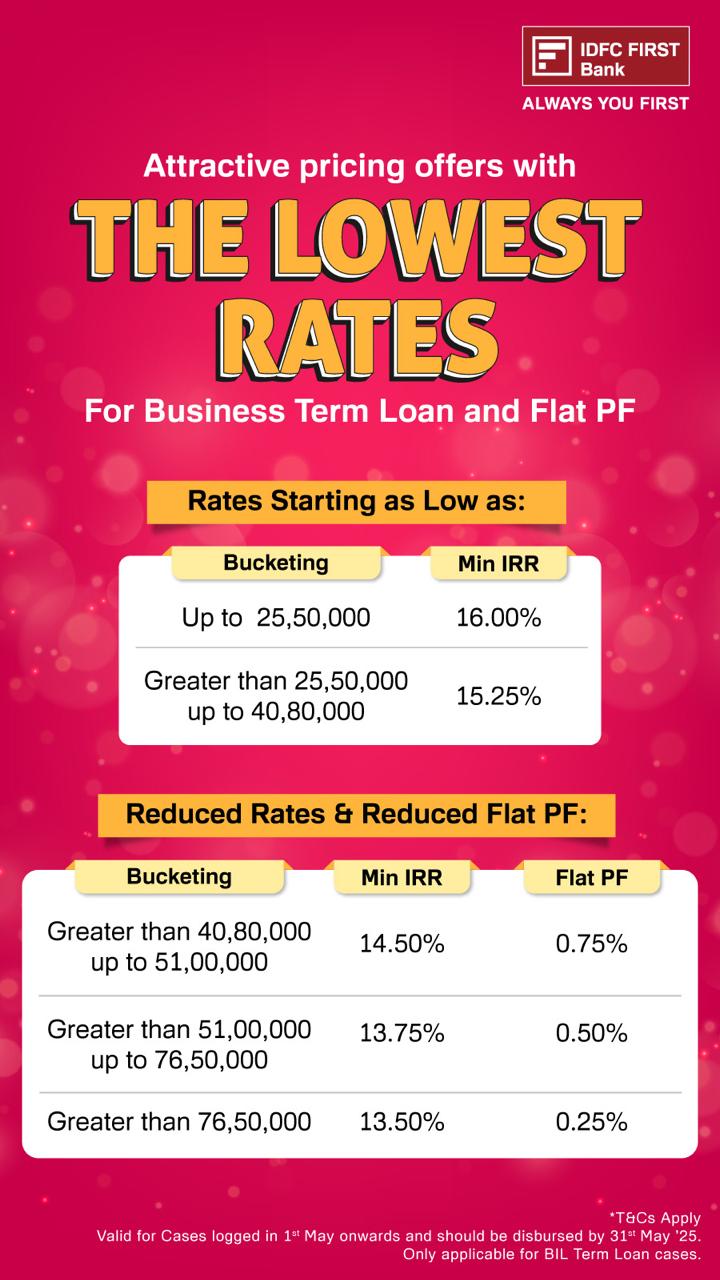 IDFC FIRST
Bank
ALWAYS YOU FIRST
Attractive pricing offers with
THE LOWEST
RATES
For Business Term Loan and Flat PF
Rates Starting as Low as:
Bucketing Min IRR
Up to 25,50,000 16.00%
Greater than 25,50,000
up to 40,80,000 15.25%
Reduced Rates & Reduced Flat PF:
Bucketing Min IRR Flat PF
Greater than 40,80,000
up to 51,00,000 14.50% 0.75%
Greater than 51,00,000
up to 76,50,000 13.75% 0.50%
Greater than 76,50,000 13.50% 0.25%
*T&Cs Apply
Valid for Cases logged in 1st May onwards and should be disbursed by 31st May '25.
Only applicable for BIL Term Loan cases.